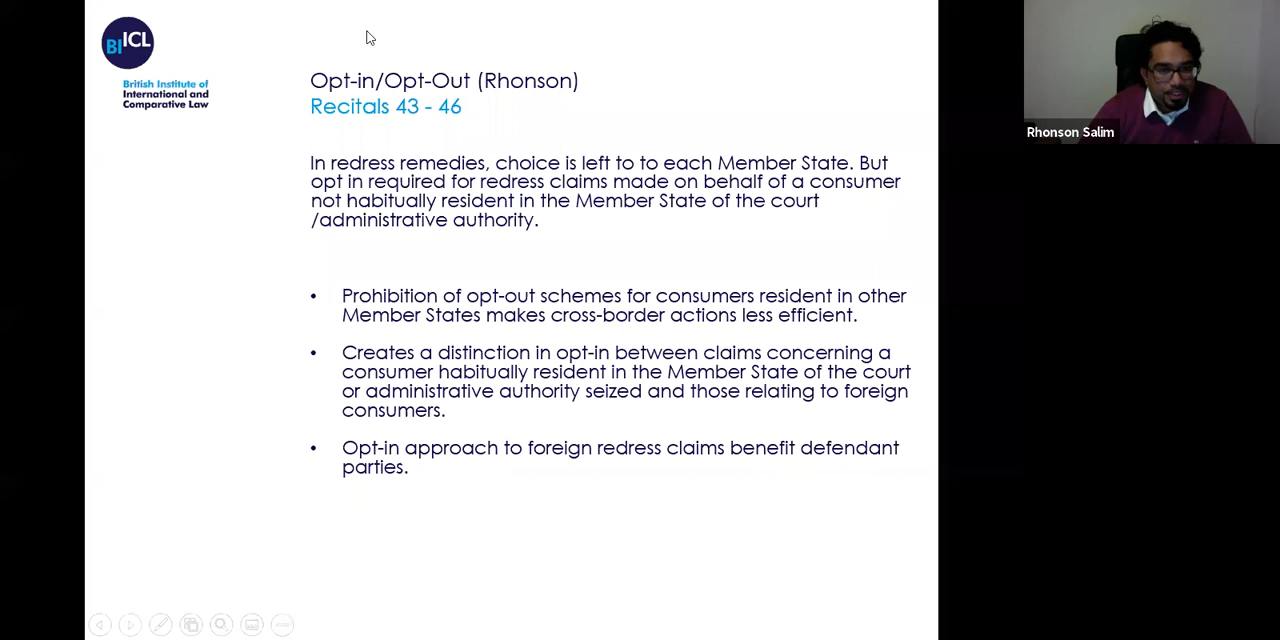 BIICL
British Institute of
International and
Comparative Law
Opt-in/Opt-Out (Rhonson)
Recitals 43 - 46
In redress remedies, choice is left to to each Member State. But
opt in required for redress claims made on behalf of a consumer
not habitually resident in the Member State of the court
/administrative authority.
• Prohibition of opt-out schemes for consumers resident in other
Member States makes cross-border actions less efficient.
• Creates a distinction in opt-in between claims concerning a
consumer habitually resident in the Member State of the court
or administrative authority seized and those relating to foreign
consumers.
• Opt-in approach to foreign redress claims benefit defendant
parties.
Rhonson Salim